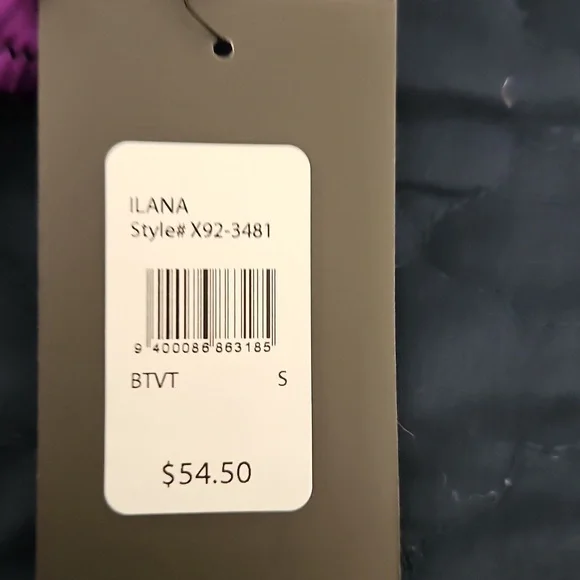 ILANA
Style# X92-3481
9 400086 863185
BTVT S
$54.50